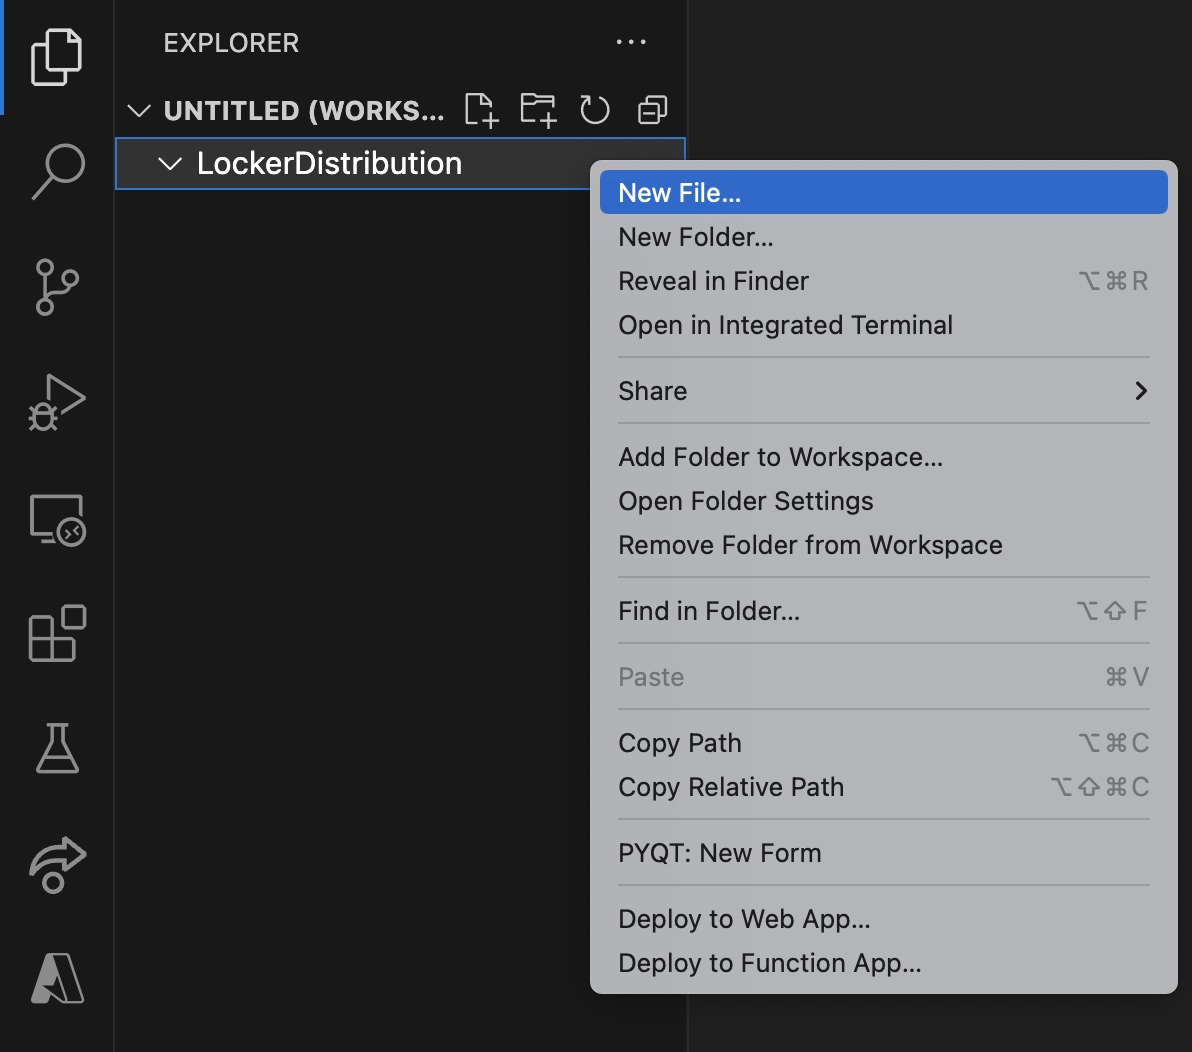 EXPLORER
UNTITLED (WORKS...
LockerDistribution
New File...
New Folder...
Reveal in Finder ⌥⌘R
Open in Integrated Terminal
Share
Add Folder to Workspace...
Open Folder Settings
Remove Folder from Workspace
Find in Folder... ⌥⇧F
Paste ⌘V
Copy Path ⌥⌘C
Copy Relative Path ⌥⇧⌘C
PYQT: New Form
Deploy to Web App...
Deploy to Function App...